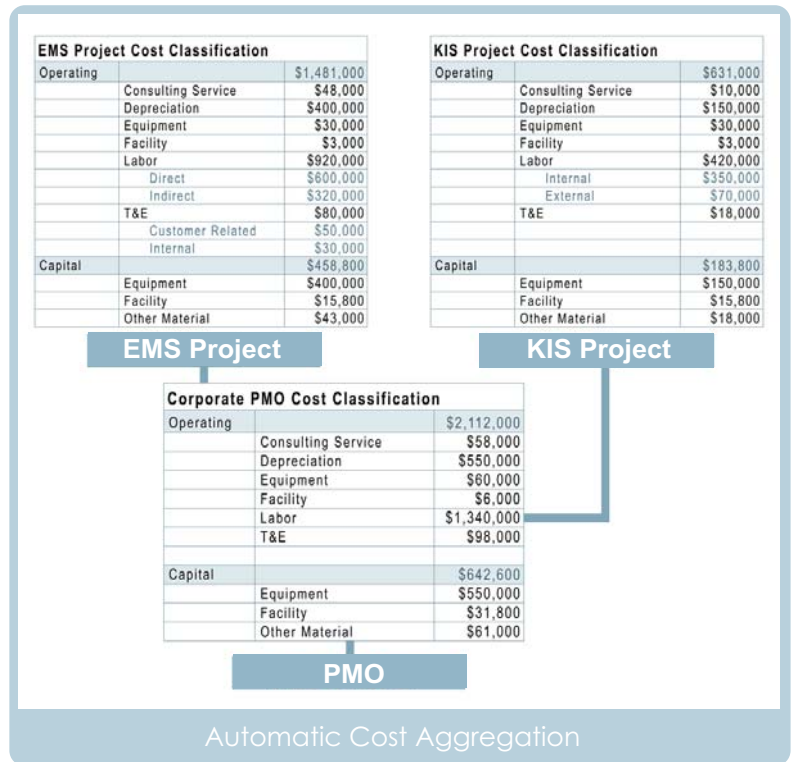 EMS Project Cost Classification
Operating $1,481,000
Consulting Service $48,000
Depreciation $400,000
Equipment $30,000
Facility $3,000
Labor $920,000
Direct $600,000
Indirect $320,000
T&E $80,000
Customer Related $50,000
Internal $30,000
Capital $458,800
Equipment $400,000
Facility $15,800
Other Material $43,000
EMS Project
KIS Project Cost Classification
Operating $631,000
Consulting Service $10,000
Depreciation $150,000
Equipment $30,000
Facility $3,000
Labor $420,000
Internal $350,000
External $70,000
T&E $18,000
Capital $183,800
Equipment $150,000
Facility $15,800
Other Material $18,000
KIS Project
Corporate PMO Cost Classification
Operating $2,112,000
Consulting Service $58,000
Depreciation $550,000
Equipment $60,000
Facility $6,000
Labor $1,340,000
T&E $98,000
Capital $642,600
Equipment $550,000
Facility $31,800
Other Material $61,000
PMO
Automatic Cost Aggregation